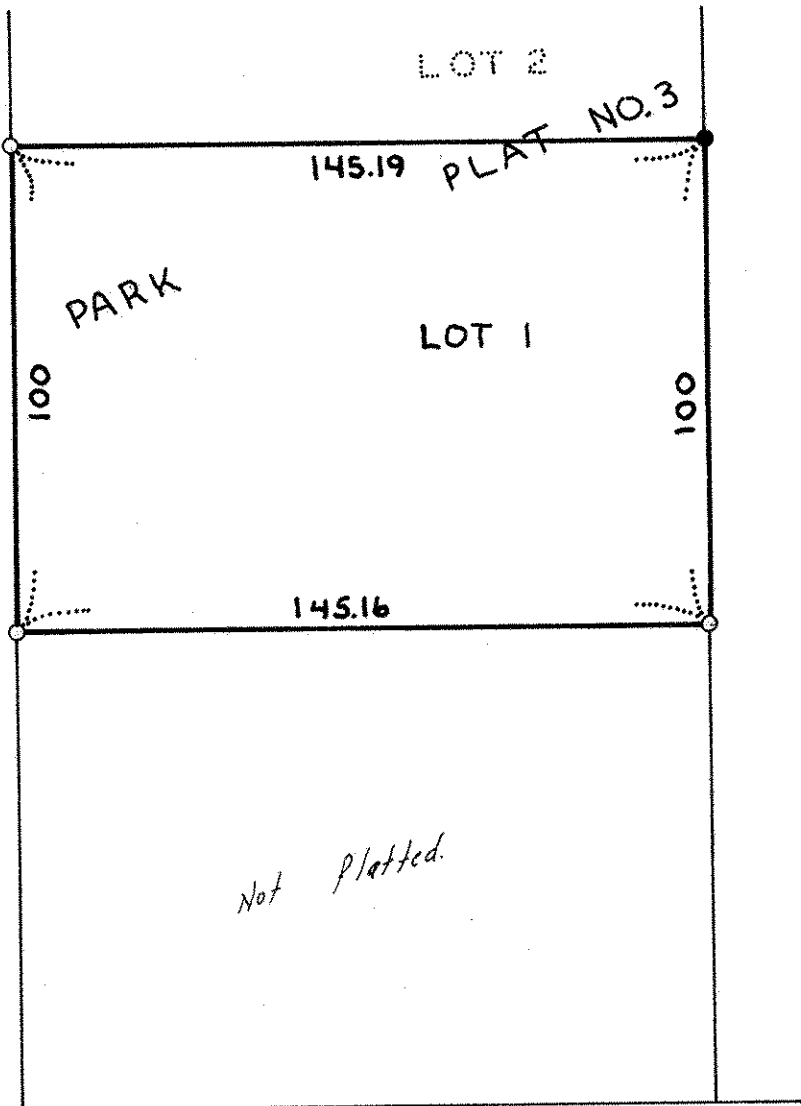 LOT 2
PARK PLAT NO.3
145.19
LOT 1
100
100
145.16
Not Platted.